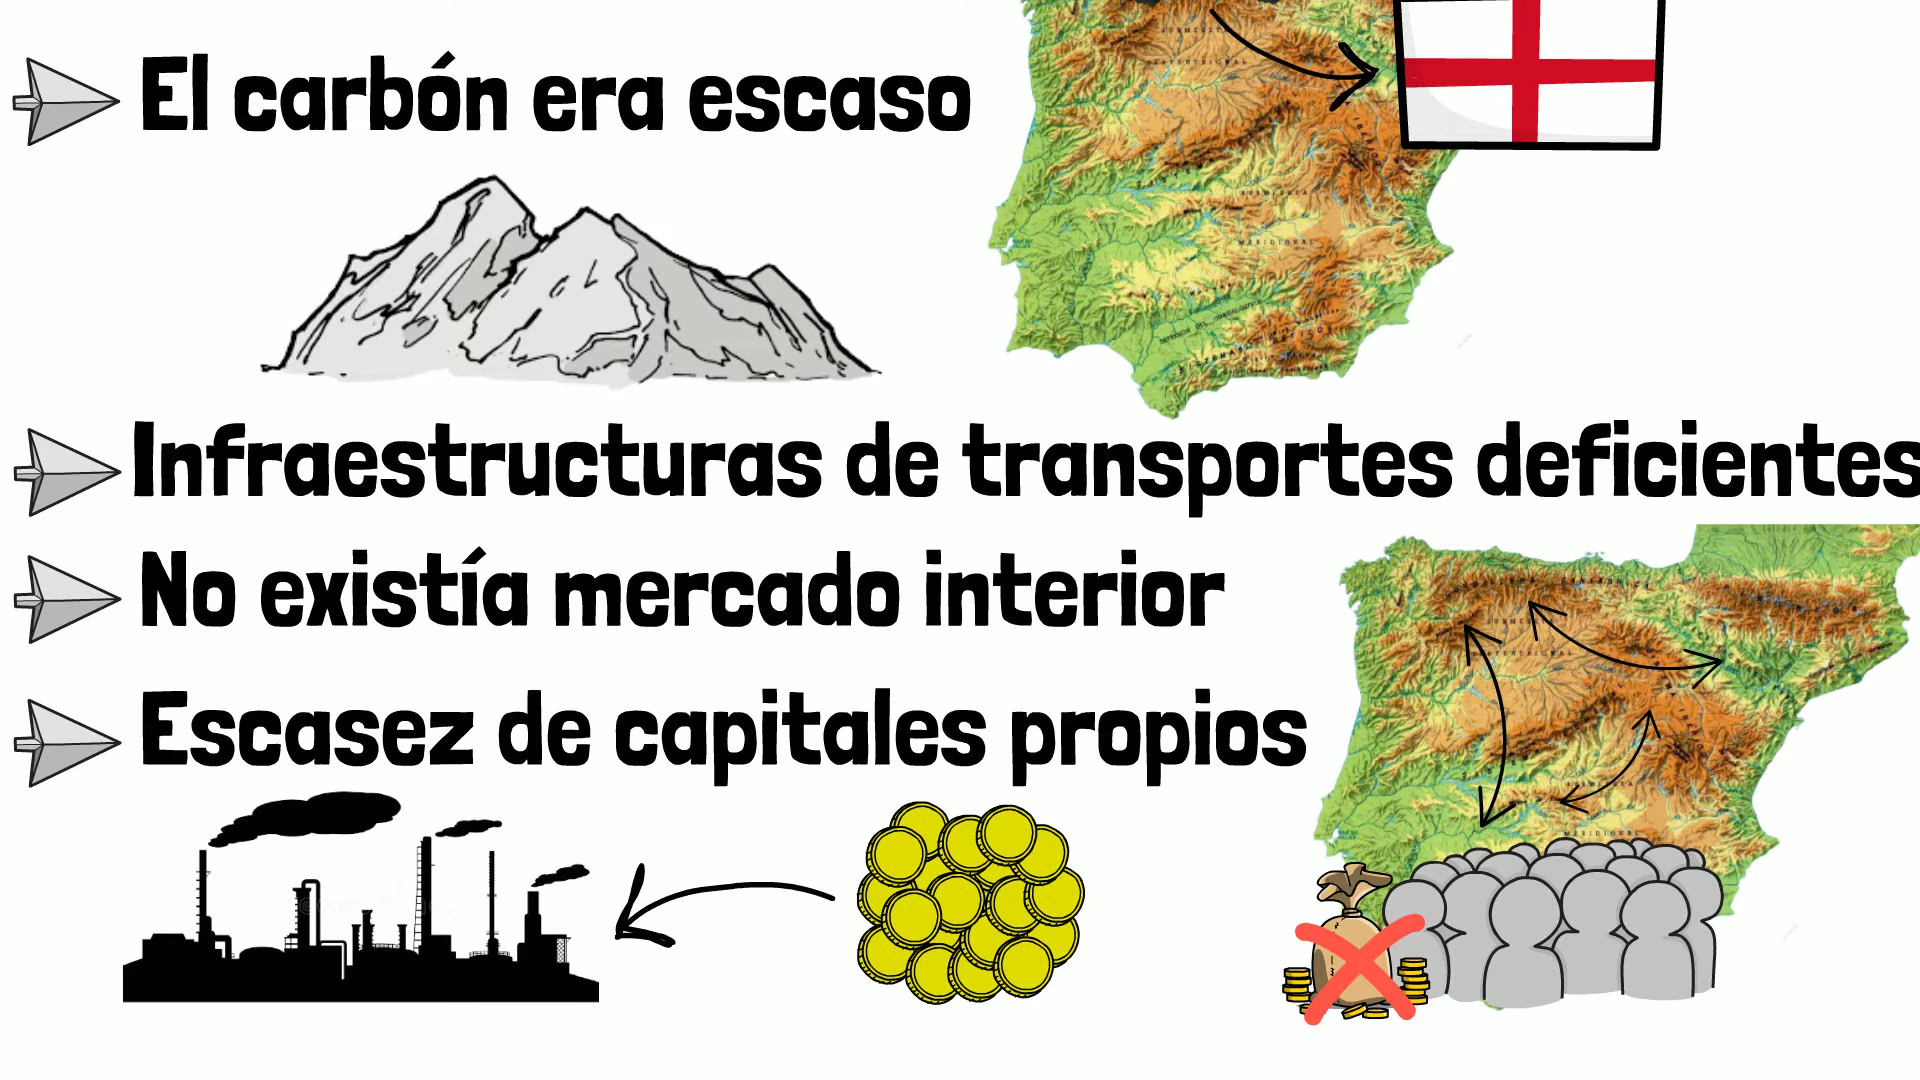 El carbón era escaso
Infraestructuras de transportes deficientes
No existía mercado interior
Escasez de capitales propios